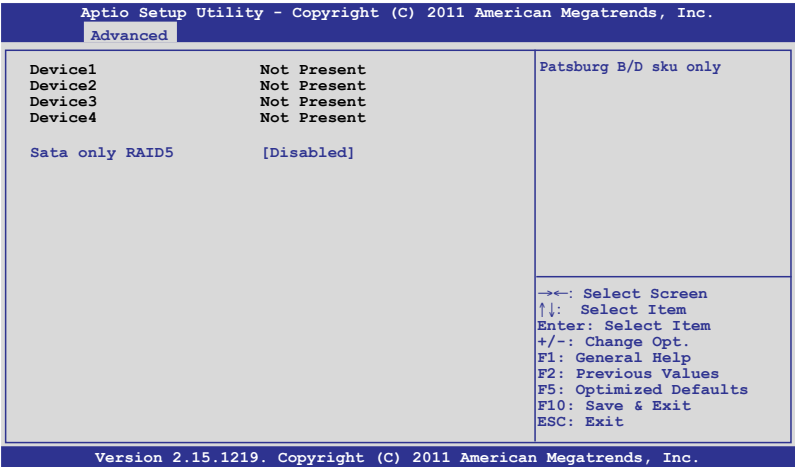 Aptio Setup Utility - Copyright (C) 2011 American Megatrends, Inc.
Advanced
Device1 Not Present
Device2 Not Present
Device3 Not Present
Device4 Not Present
Sata only RAID5 [Disabled]
Patsburg B/D sku only
→←: Select Screen
↑↓: Select Item
Enter: Select Item
+/-: Change Opt.
F1: General Help
F2: Previous Values
F5: Optimized Defaults
F10: Save & Exit
ESC: Exit
Version 2.15.1219. Copyright (C) 2011 American Megatrends, Inc.